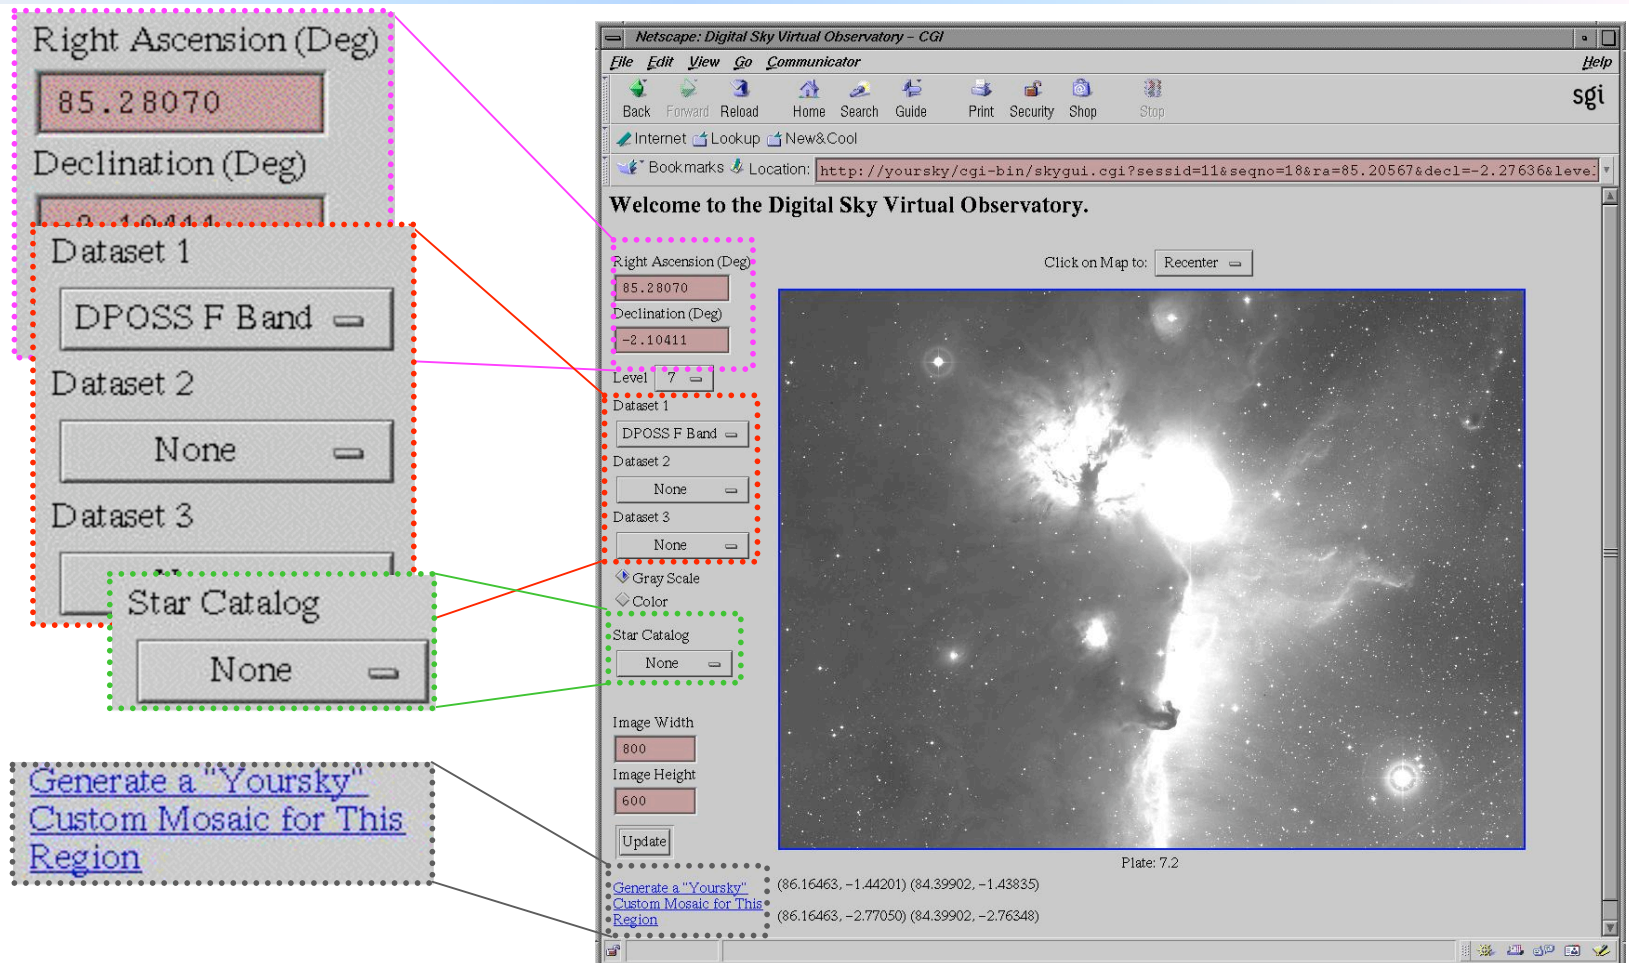 Right Ascension (Deg)
85.28070
Declination (Deg)
-2.10411
Dataset 1
DPOSS F Band
Dataset 2
None
Dataset 3
Star Catalog
None
Generate a "Yoursky"
Custom Mosaic for This
Region
Netscape: Digital Sky Virtual Observatory - CGI
File Edit View Go Communicator Help
Back Forward Reload Home Search Guide Print Security Shop Stop
sgi
Internet Lookup New&Cool
Bookmarks Location: http://yoursky/cgi-bin/skygui.cgi?sessid=11&seqno=18&ra=85.20567&decl=-2.27636&level
Welcome to the Digital Sky Virtual Observatory.
Click on Map to: Recenter
Right Ascension (Deg)
85.28070
Declination (Deg)
-2.10411
Level 7
Dataset 1
DPOSS F Band
Dataset 2
None
Dataset 3
None
Gray Scale
Color
Star Catalog
None
Image Width
800
Image Height
600
Update
Generate a "Yoursky"
Custom Mosaic for This
Region
Plate: 7.2
(86.16463, -1.44201) (84.39902, -1.43835)
(86.16463, -2.77050) (84.39902, -2.76348)